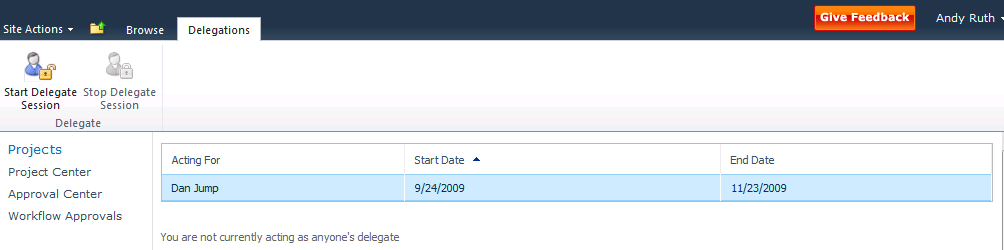 Site Actions Browse Delegations Give Feedback Andy Ruth
Start Delegate Session Stop Delegate Session
Delegate
Projects
Project Center
Approval Center
Workflow Approvals
Acting For Start Date End Date
Dan Jump 9/24/2009 11/23/2009
You are not currently acting as anyone's delegate